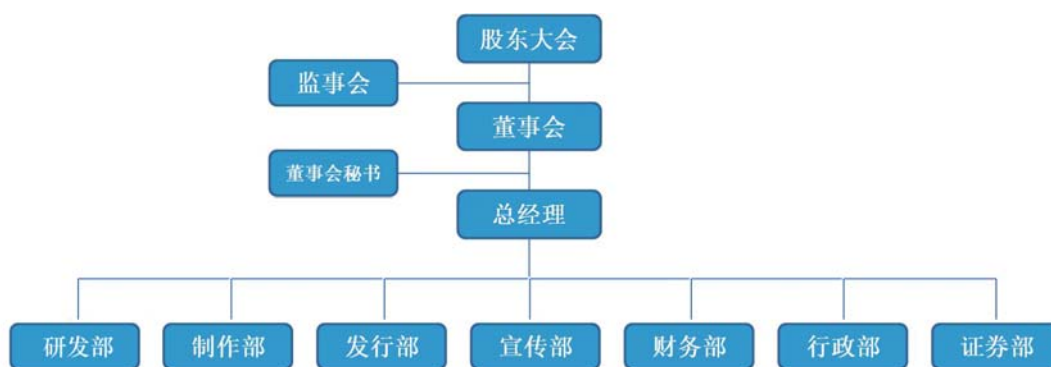 股东大会
监事会
董事会
董事会秘书
总经理
研发部
制作部
发行部
宣传部
财务部
行政部
证券部